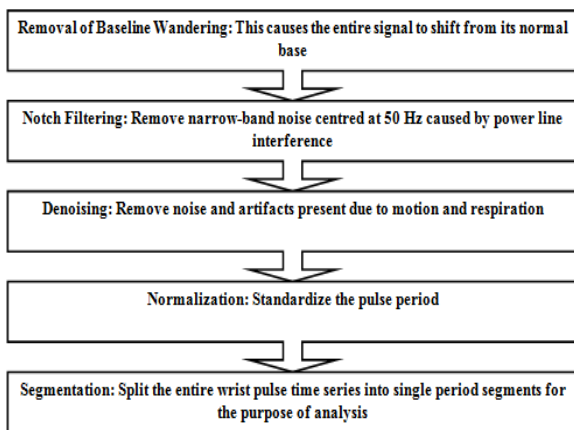 Removal of Baseline Wandering: This causes the entire signal to shift from its normal
base
Notch Filtering: Remove narrow-band noise centred at 50 Hz caused by power line
interference
Denoising: Remove noise and artifacts present due to motion and respiration
Normalization: Standardize the pulse period
Segmentation: Split the entire wrist pulse time series into single period segments for
the purpose of analysis